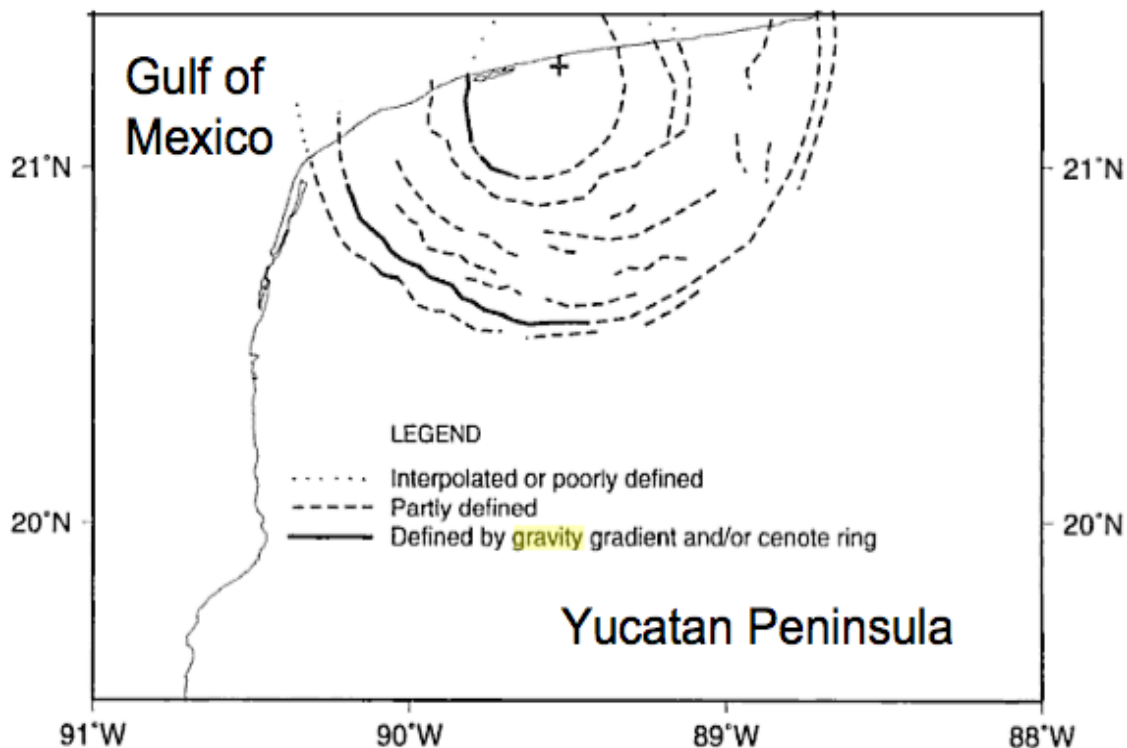 Gulf of
Mexico
21˚N
21˚N
LEGEND
Interpolated or poorly defined
Partly defined
20˚N
Defined by gravity gradient and/or cenote ring
20˚N
Yucatan Peninsula
91˚W
90˚W
89˚W
88˚W